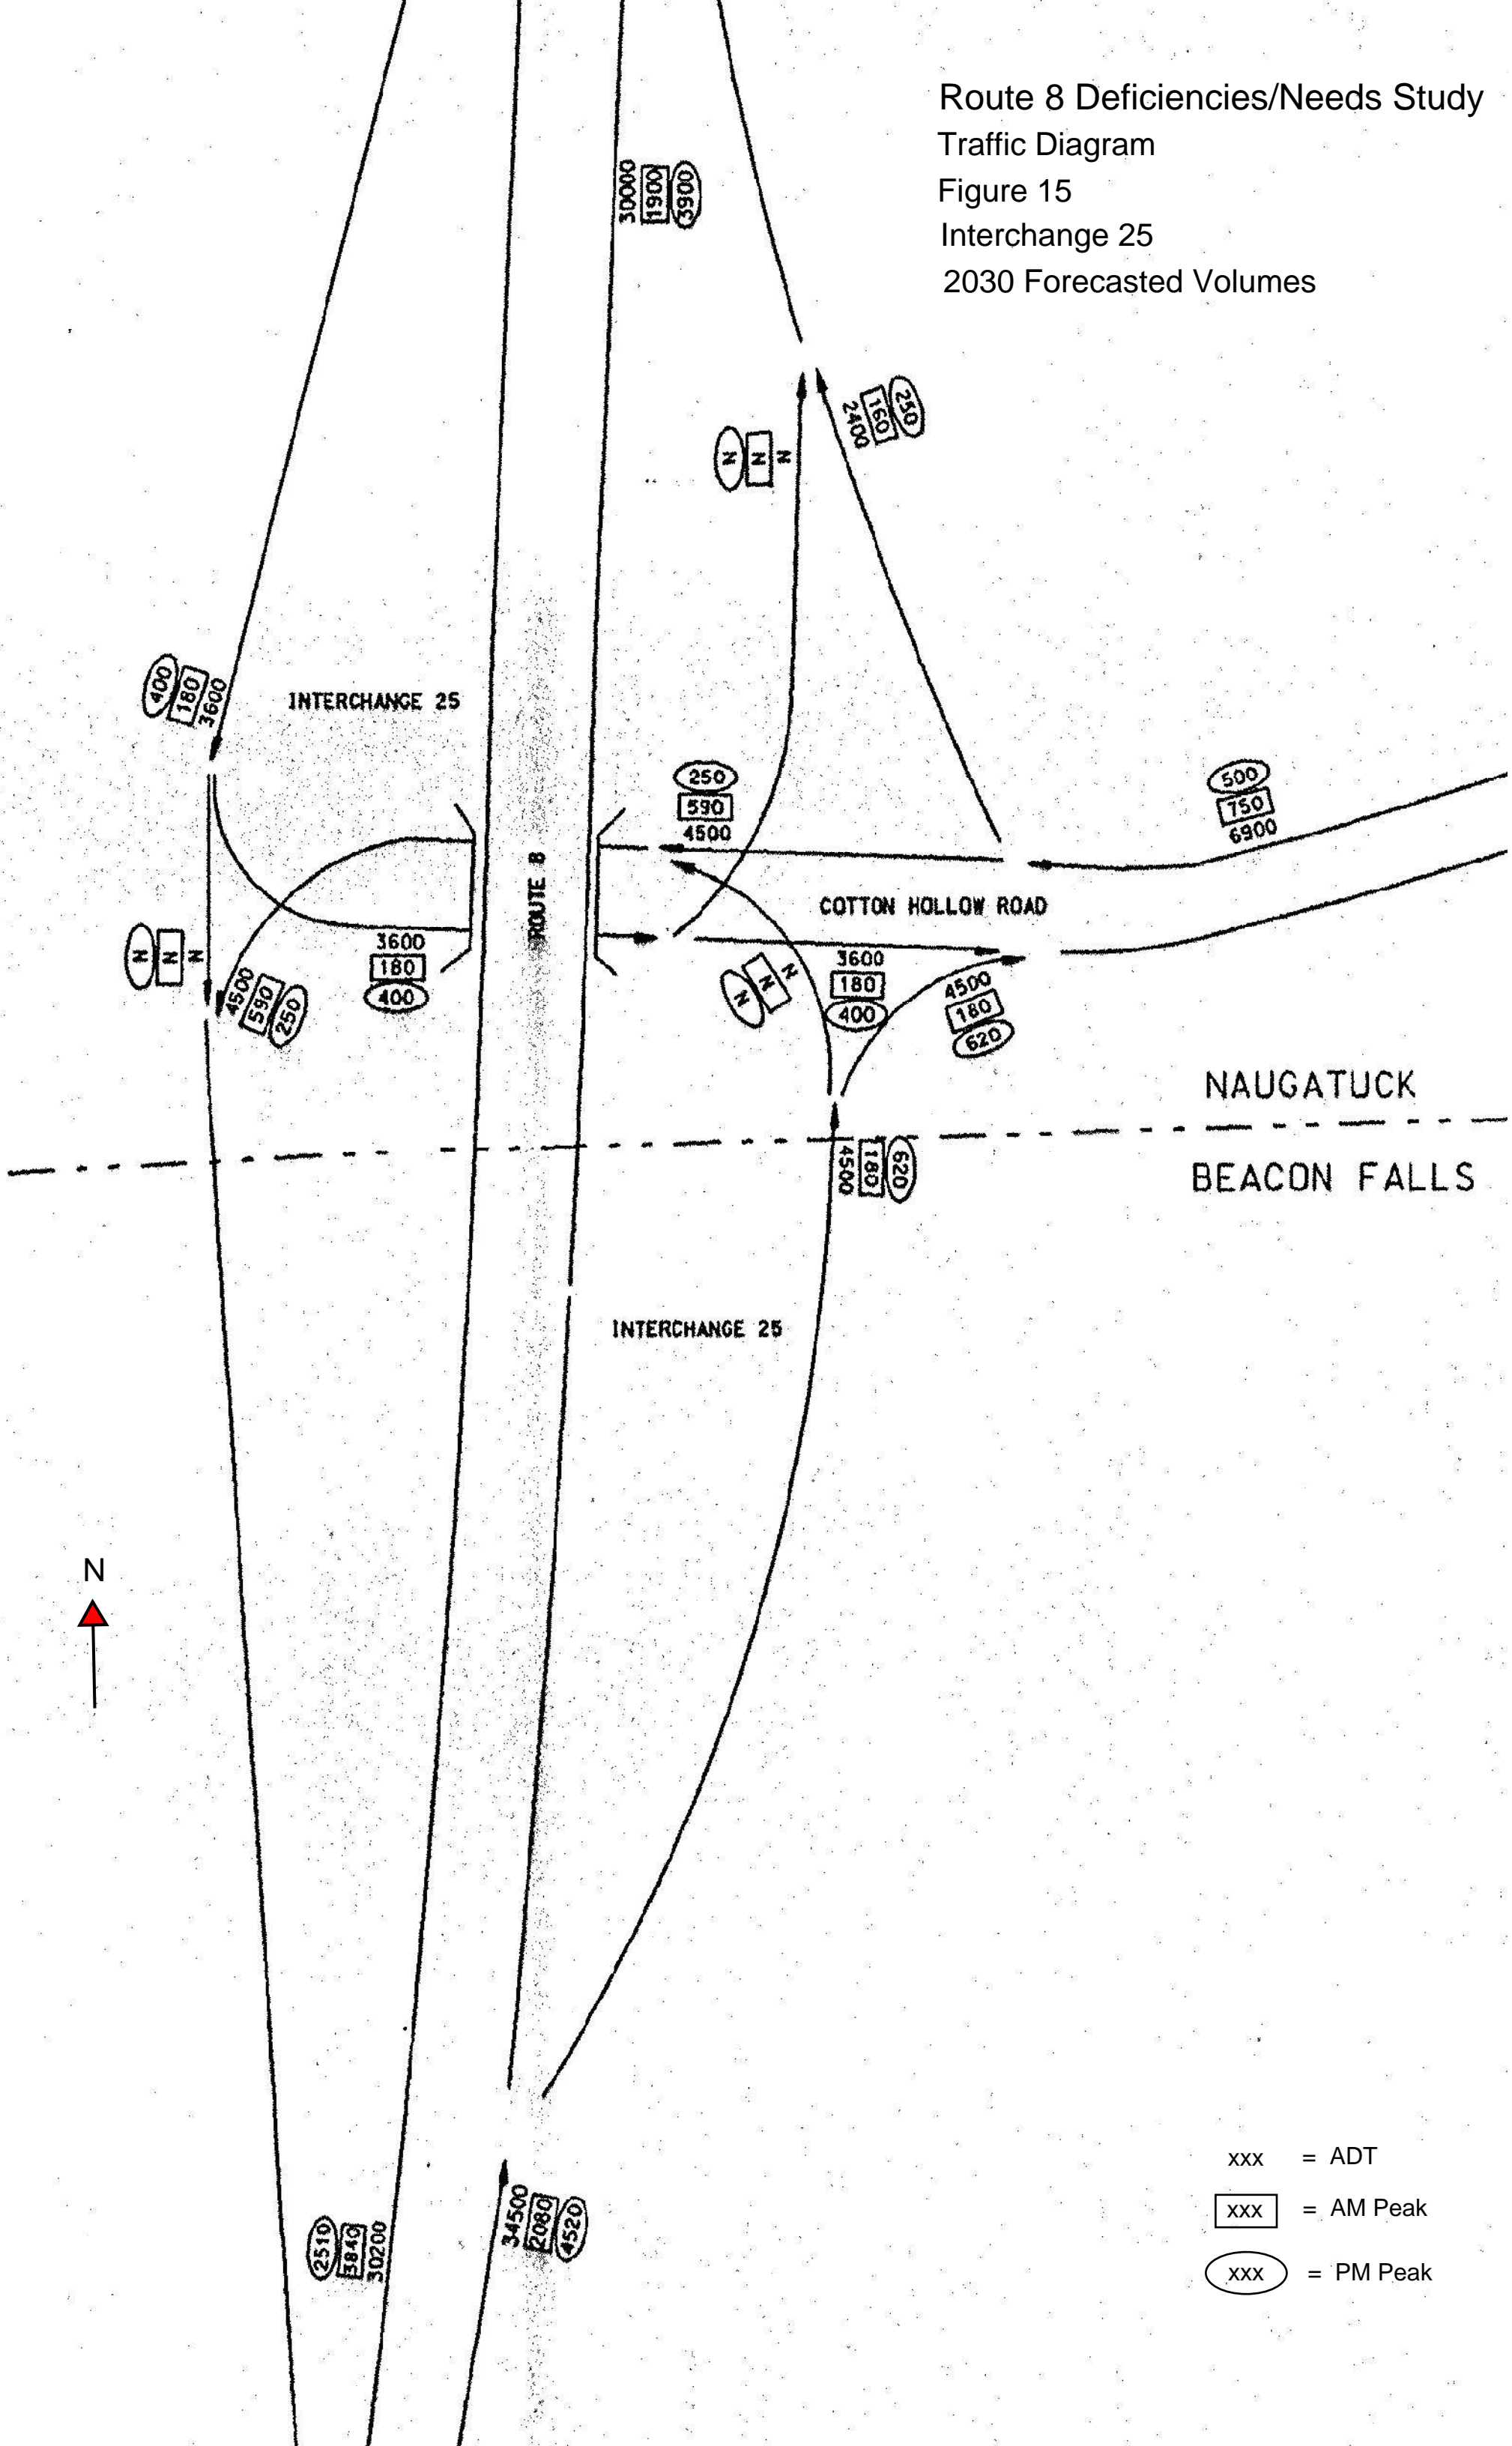 Route 8 Deficiencies/Needs Study
Traffic Diagram
Figure 15
Interchange 25
2030 Forecasted Volumes
30000
1900
3900
250
160
2400
N
N
N
400
180
3600
INTERCHANGE 25
250
590
4500
500
750
6900
ROUTE 8
COTTON HOLLOW ROAD
N
N
N
4500
590
250
3600
180
400
N
N
N
3600
180
400
4500
180
620
NAUGATUCK
BEACON FALLS
4500
180
620
INTERCHANGE 25
N
2510
3840
30200
34500
2080
4520
xxx = ADT
xxx = AM Peak
xxx = PM Peak